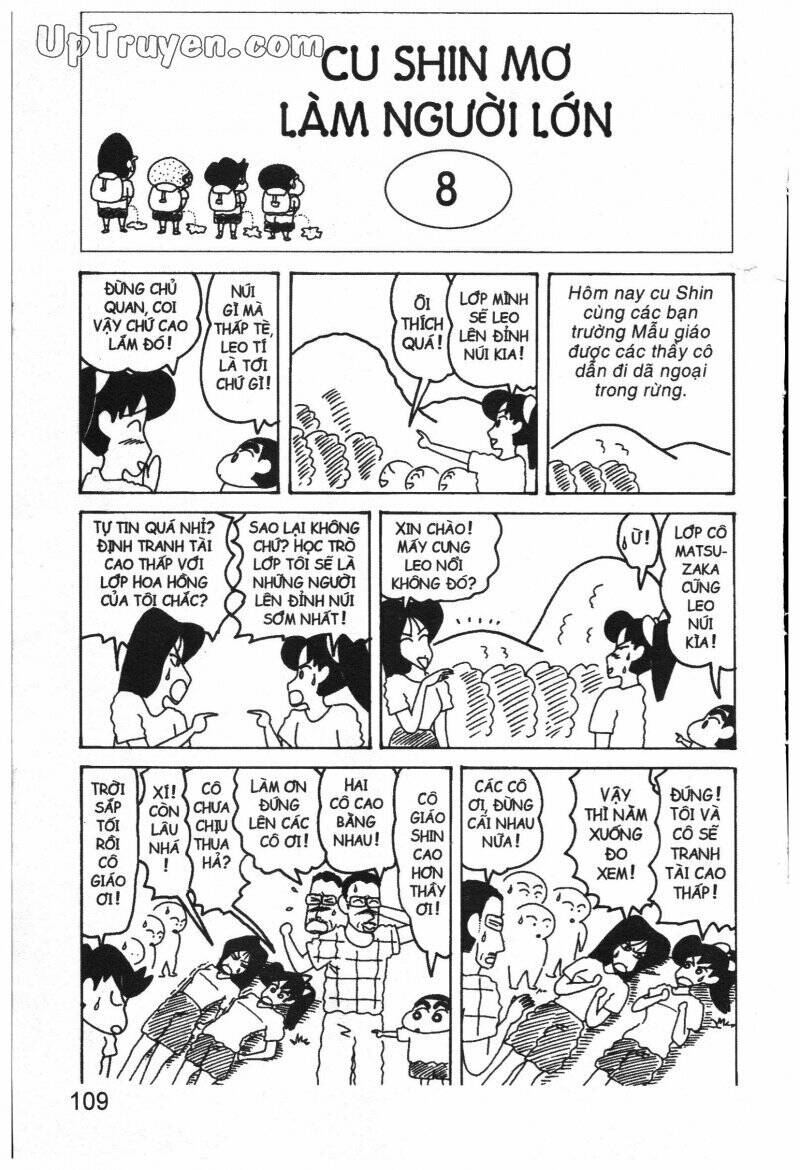 UpTruyen.com
CU SHIN MƠ
LÀM NGƯỜI LỚN
8
Hôm nay cu Shin
cùng các bạn
trường Mẫu giáo
được các thầy cô
dẫn đi dã ngoại
trong rừng.
LỚP MÌNH
SẼ LEO
LÊN ĐỈNH
NÚI KIA!
ÔI
THÍCH
QUÁ!
NÚI
GÌ MÀ
THẤP TÈ,
LEO TÍ
LÀ TỚI
CHỨ GÌ!
ĐỪNG CHỦ
QUAN, COI
VẬY CHỨ CAO
LẮM ĐÓ!
LỚP CÔ
MATSU-
ZAKA
CŨNG
LEO
NÚI
KÌA!
Ừ!
XIN CHÀO!
MẤY CƯNG
LEO NỔI
KHÔNG ĐÓ?
SAO LẠI KHÔNG
CHỨ? HỌC TRÒ
LỚP TÔI SẼ LÀ
NHỮNG NGƯỜI
LÊN ĐỈNH NÚI
SỚM NHẤT!
TỰ TIN QUÁ NHỈ?
ĐỊNH TRANH TÀI
CAO THẤP VỚI
LỚP HOA HỒNG
CỦA TÔI CHẮC?
ĐÚNG!
TÔI VÀ
CÔ SẼ
TRANH
TÀI CAO
THẤP!
VẬY
THÌ NẰM
XUỐNG
ĐO
XEM!
CÁC CÔ
ƠI, ĐỪNG
CÃI NHAU
NỮA!
CÔ
GIÁO
SHIN
CAO
HƠN
THẦY
ƠI!
HAI
CÔ CAO
BẰNG
NHAU!
LÀM ƠN
ĐỨNG
LÊN CÁC
CÔ ƠI!
CÔ
CHƯA
CHỊU
THUA
HẢ?
XÍ!
CÒN
LÂU
NHÁ
!
TRỜI
SẮP
TỐI
RỒI
CÔ
GIÁO
ƠI!
109